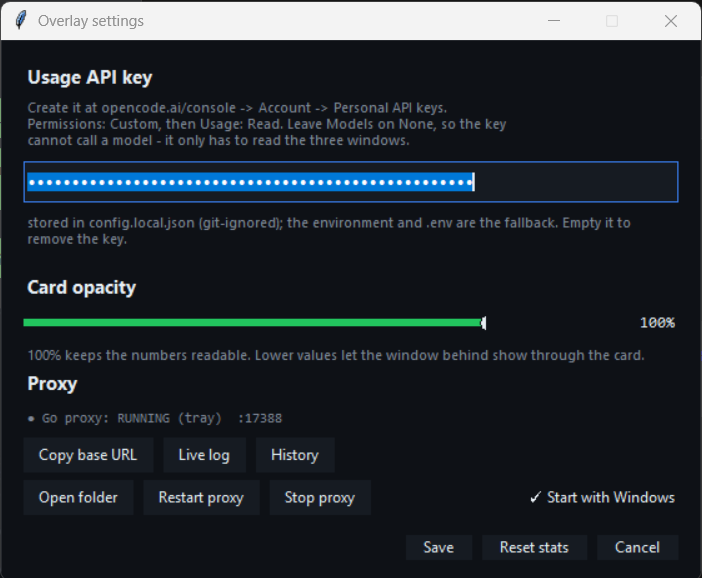 Overlay settings
Usage API key
Create it at opencode.ai/console -> Account -> Personal API keys.
Permissions: Custom, then Usage: Read. Leave Models on None, so the key
cannot call a model - it only has to read the three windows.
stored in config.local.json (git-ignored); the environment and .env are the fallback. Empty it to
remove the key.
Card opacity
100%
100% keeps the numbers readable. Lower values let the window behind show through the card.
Proxy
● Go proxy: RUNNING (tray)  :17388
Copy base URL Live log History
Open folder Restart proxy Stop proxy ✓ Start with Windows
Save Reset stats Cancel